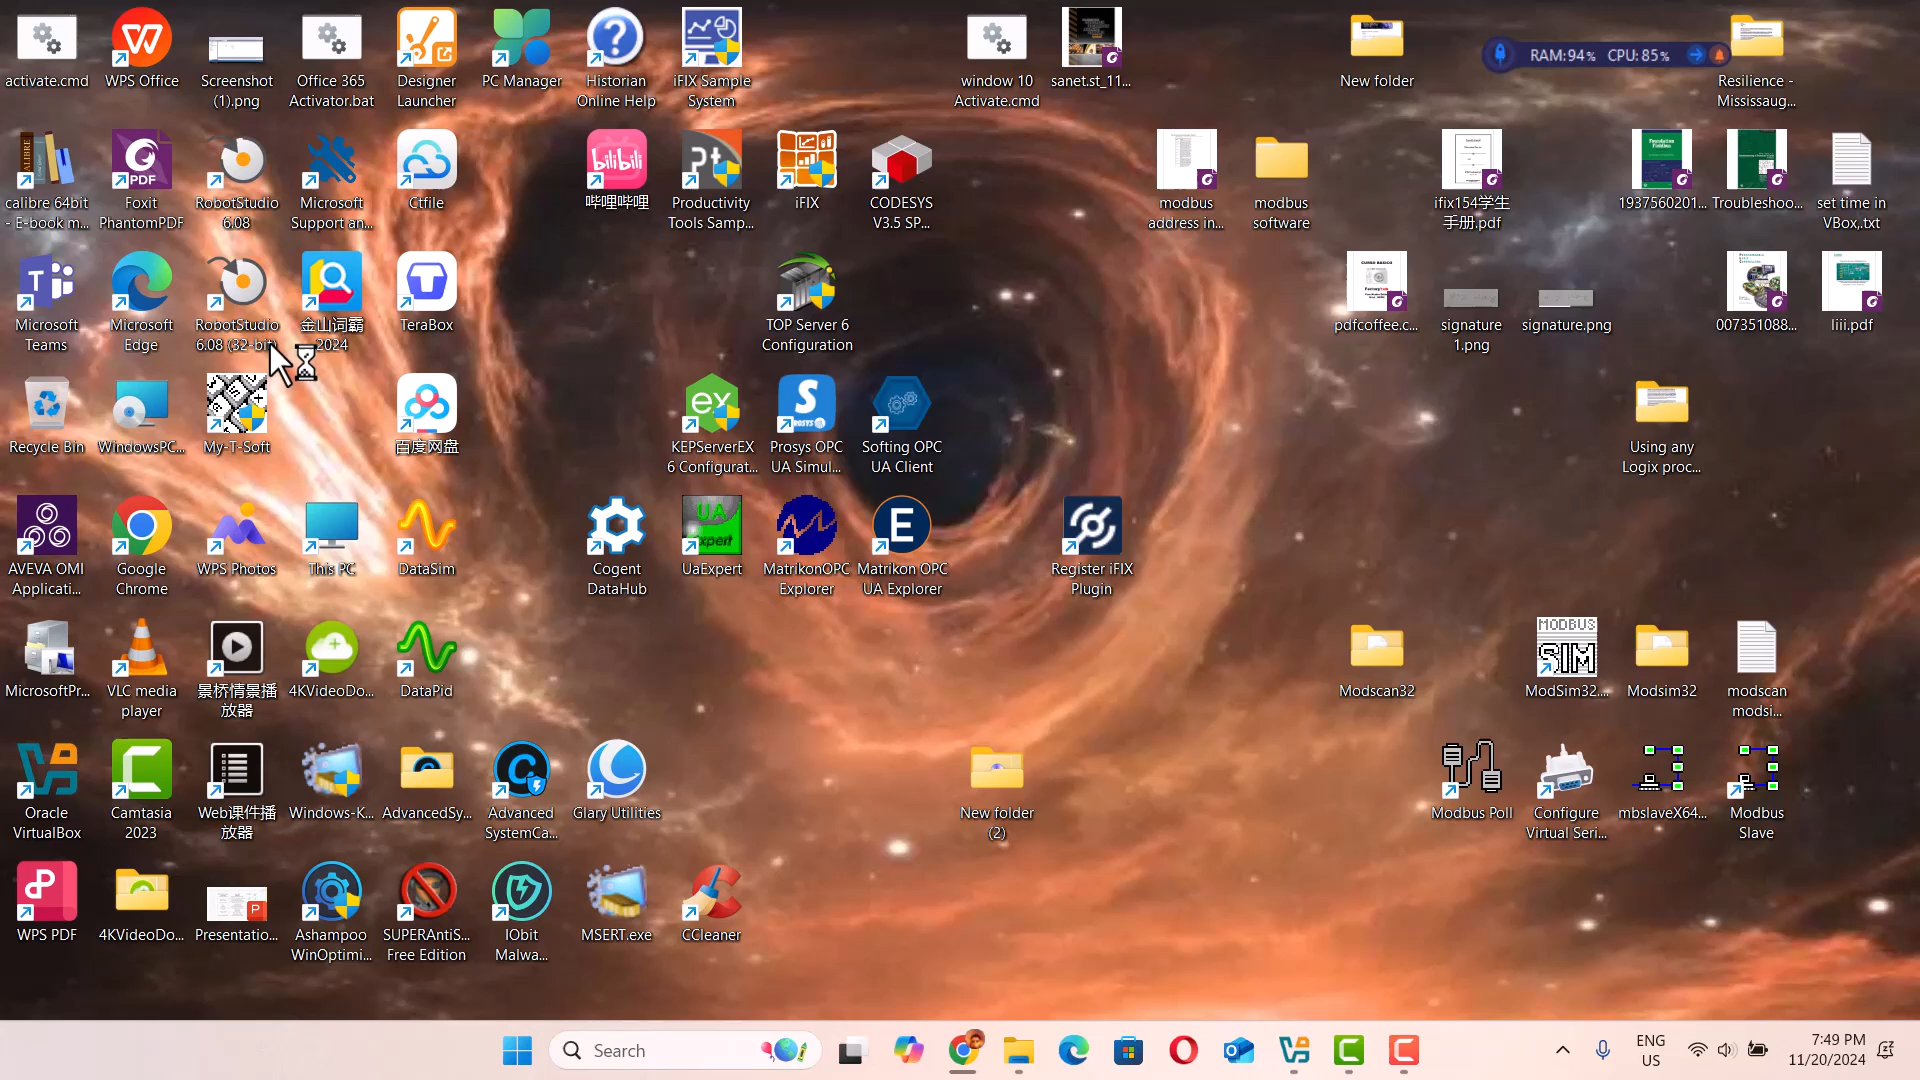 activate.cmd
WPS Office
Screenshot
(1).png
Office 365
Activator.bat
Designer
Launcher
PC Manager
Historian
Online Help
iFIX Sample
System
window 10
Activate.cmd
sanet.st_11...
New folder
RAM:94% CPU:85%
Resilience -
Mississaug...
calibre 64bit
- E-book m...
Foxit
PhantomPDF
RobotStudio
6.08
Microsoft
Support an...
Ctfile
哔哩哔哩
Productivity
Tools Samp...
iFIX
CODESYS
V3.5 SP...
modbus
address in...
modbus
software
ifix154学生
手册.pdf
1937560201...
Troubleshoo...
set time in
VBox,.txt
Microsoft
Teams
Microsoft
Edge
RobotStudio
6.08 (32-bit)
金山词霸
2024
TeraBox
TOP Server 6
Configuration
pdfcoffee.c...
signature
1.png
signature.png
007351088...
liii.pdf
Recycle Bin
WindowsPC...
My-T-Soft
百度网盘
KEPServerEX
6 Configurat...
Prosys OPC
UA Simul...
Softing OPC
UA Client
Using any
Logix proc...
AVEVA OMI
Applicati...
Google
Chrome
WPS Photos
This PC
DataSim
Cogent
DataHub
UaExpert
MatrikonOPC
Explorer
Matrikon OPC
UA Explorer
Register iFIX
Plugin
MicrosoftPr...
VLC media
player
景桥情景播
放器
4KVideoDo...
DataPid
Modscan32
MODBUS
SIM
ModSim32....
Modsim32
modscan
modsi...
Oracle
VirtualBox
Camtasia
2023
Web课件播
放器
Windows-K...
AdvancedSy...
Advanced
SystemCa...
Glary Utilities
New folder
(2)
Modbus Poll
Configure
Virtual Seri...
mbslaveX64...
Modbus
Slave
WPS PDF
4KVideoDo...
Presentatio...
Ashampoo
WinOptimi...
SUPERAntiS...
Free Edition
IObit
Malwa...
MSERT.exe
CCleaner
Search
ENG
US
7:49 PM
11/20/2024